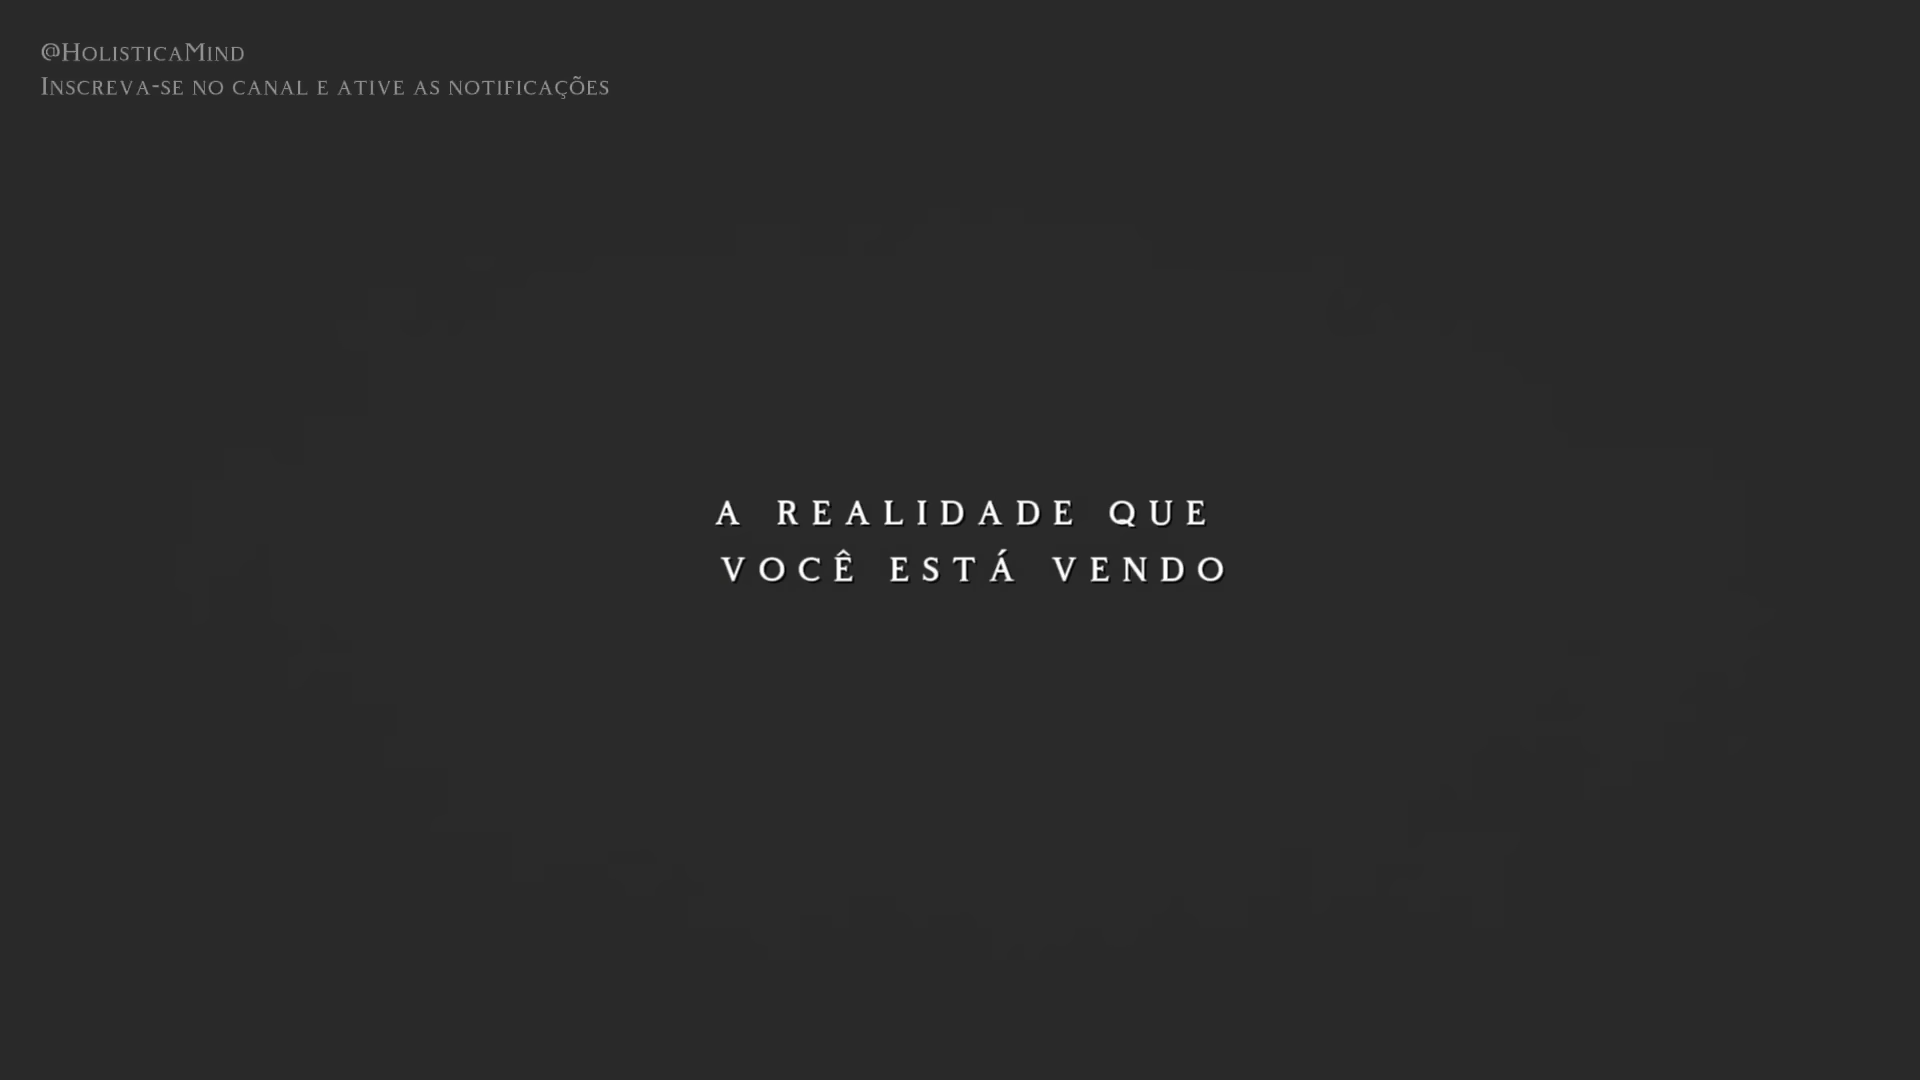 @HolisticaMind
Inscreva-se no canal e ative as notificações
A REALIDADE QUE
VOCÊ ESTÁ VENDO